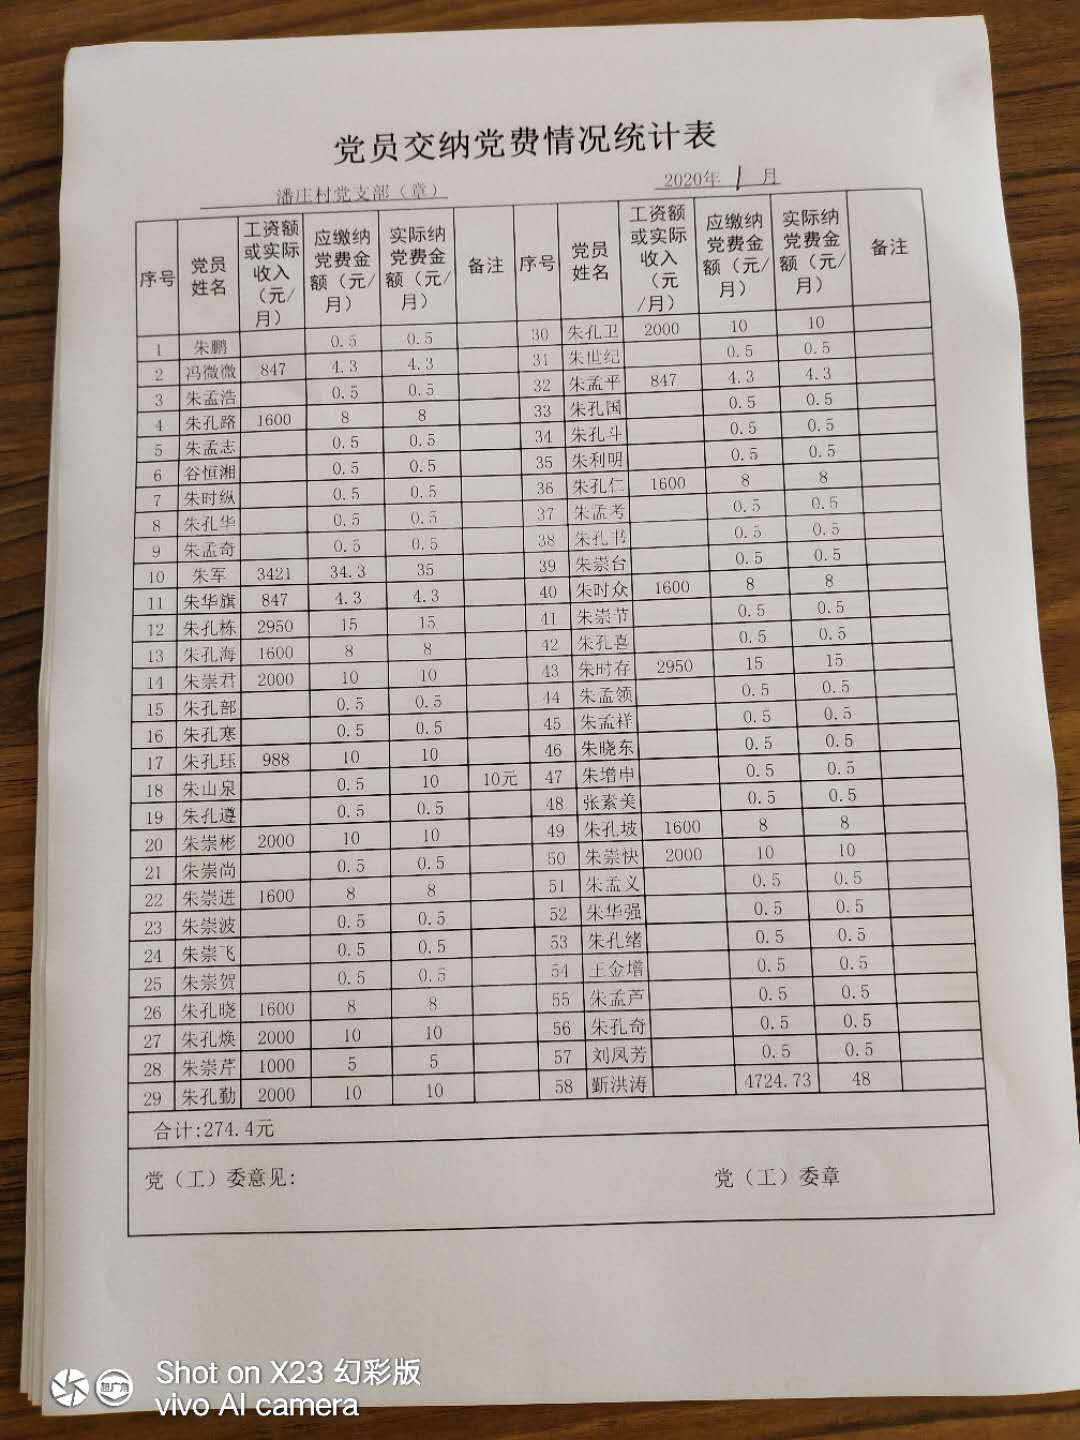 党员交纳党费情况统计表
潘庄村党支部（章） 2020年 1 月
序号 党员姓名 工资额或实际收入（元/月） 应缴纳党费金额（元/月） 实际纳党费金额（元/月） 备注 序号 党员姓名 工资额或实际收入（元/月） 应缴纳党费金额（元/月） 实际纳党费金额（元/月） 备注
1 朱鹏 0.5 0.5 30 朱孔卫 2000 10 10
2 冯微微 847 4.3 4.3 31 朱世纪 0.5 0.5
3 朱孟浩 0.5 0.5 32 朱孟平 847 4.3 4.3
4 朱孔路 1600 8 8 33 朱孔国 0.5 0.5
5 朱孟志 0.5 0.5 34 朱孔斗 0.5 0.5
6 谷恒湘 0.5 0.5 35 朱利明 0.5 0.5
7 朱时纵 0.5 0.5 36 朱孔仁 1600 8 8
8 朱孔华 0.5 0.5 37 朱孟考 0.5 0.5
9 朱孟奇 0.5 0.5 38 朱孔书 0.5 0.5
10 朱军 3421 34.3 35 39 朱崇台 0.5 0.5
11 朱华旗 847 4.3 4.3 40 朱时众 1600 8 8
12 朱孔栋 2950 15 15 41 朱崇节 0.5 0.5
13 朱孔海 1600 8 8 42 朱孔喜 0.5 0.5
14 朱崇君 2000 10 10 43 朱时存 2950 15 15
15 朱孔部 0.5 0.5 44 朱孟领 0.5 0.5
16 朱孔寒 0.5 0.5 45 朱孟祥 0.5 0.5
17 朱孔珏 988 10 10 46 朱晓东 0.5 0.5
18 朱山泉 0.5 10 10元 47 朱增申 0.5 0.5
19 朱孔遵 0.5 0.5 48 张素美 0.5 0.5
20 朱崇彬 2000 10 10 49 朱孔坡 1600 8 8
21 朱崇尚 0.5 0.5 50 朱崇快 2000 10 10
22 朱崇进 1600 8 8 51 朱孟义 0.5 0.5
23 朱崇波 0.5 0.5 52 朱华强 0.5 0.5
24 朱崇飞 0.5 0.5 53 朱孔绪 0.5 0.5
25 朱崇贺 0.5 0.5 54 王金增 0.5 0.5
26 朱孔晓 1600 8 8 55 朱孟芦 0.5 0.5
27 朱孔焕 2000 10 10 56 朱孔奇 0.5 0.5
28 朱崇芹 1000 5 5 57 刘凤芳 0.5 0.5
29 朱孔勤 2000 10 10 58 靳洪涛 4724.73 48
合计:274.4元
党（工）委意见: 党（工）委章
超广角
Shot on X23 幻彩版
vivo AI camera